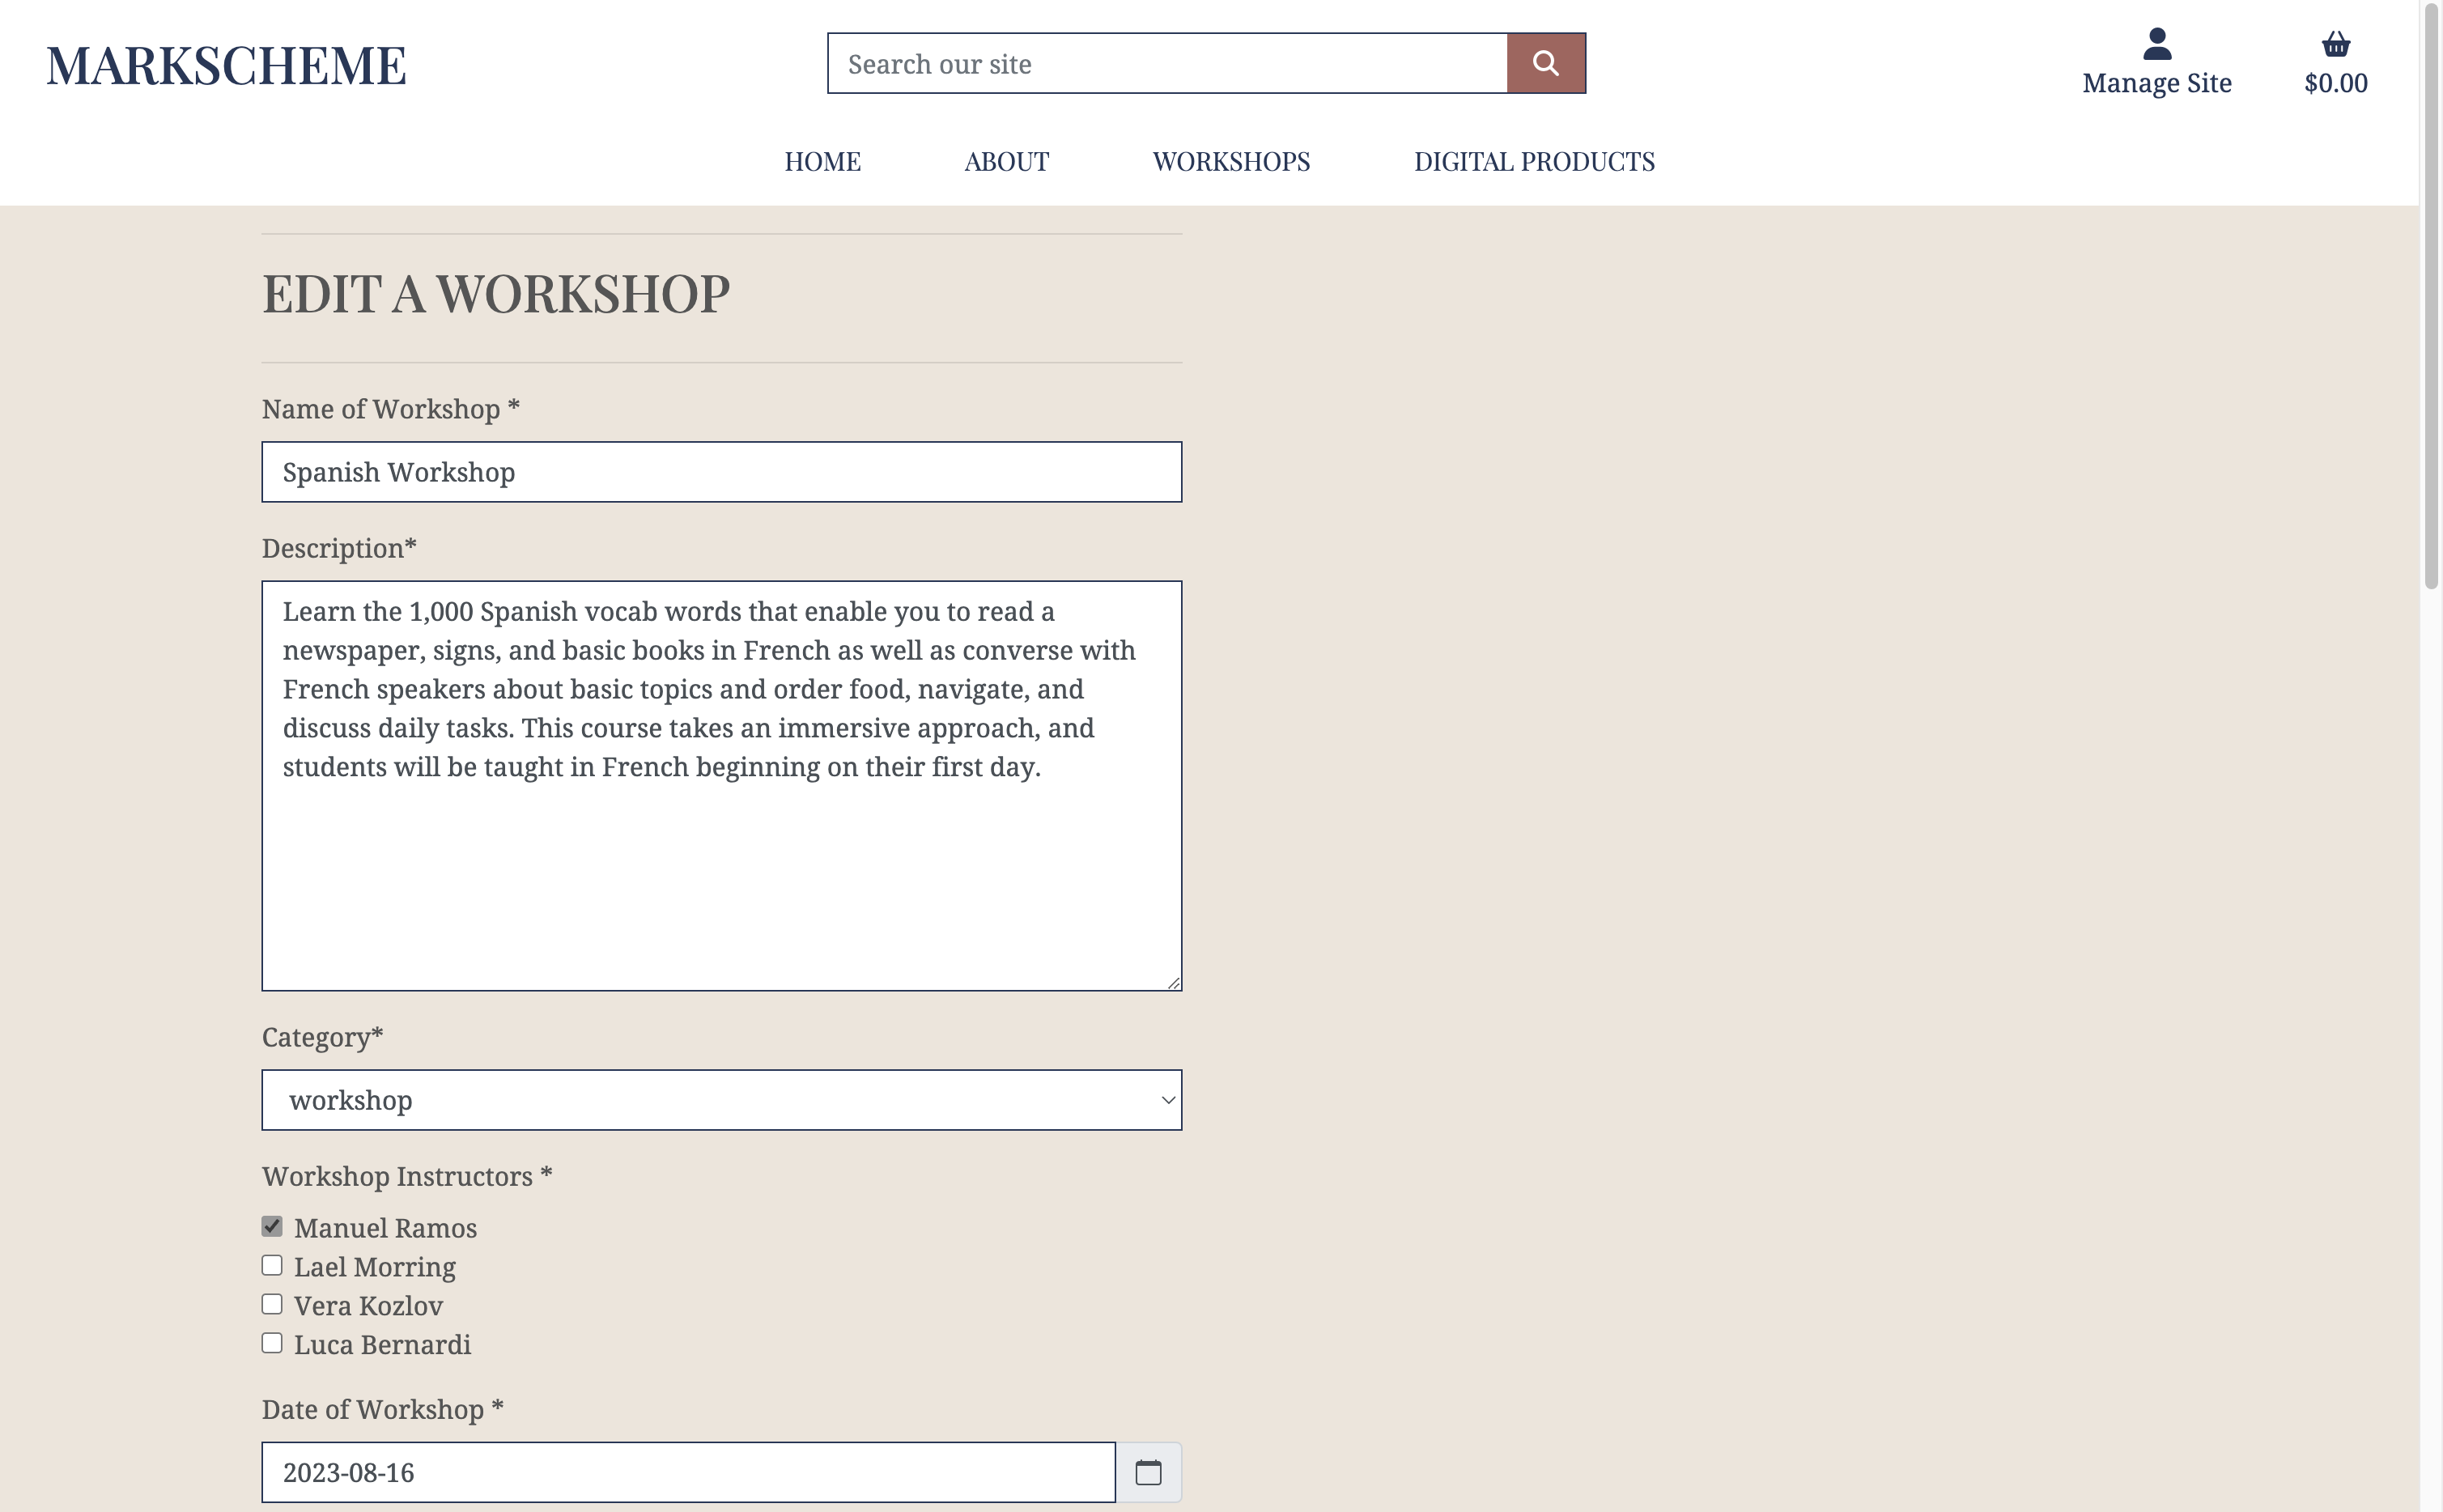 MARKSCHEME
Search our site
Manage Site
$0.00
HOME
ABOUT
WORKSHOPS
DIGITAL PRODUCTS
EDIT A WORKSHOP
Name of Workshop *
Spanish Workshop
Description*
Learn the 1,000 Spanish vocab words that enable you to read a
newspaper, signs, and basic books in French as well as converse with
French speakers about basic topics and order food, navigate, and
discuss daily tasks. This course takes an immersive approach, and
students will be taught in French beginning on their first day.
Category*
workshop
Workshop Instructors *
Manuel Ramos
Lael Morring
Vera Kozlov
Luca Bernardi
Date of Workshop *
2023-08-16